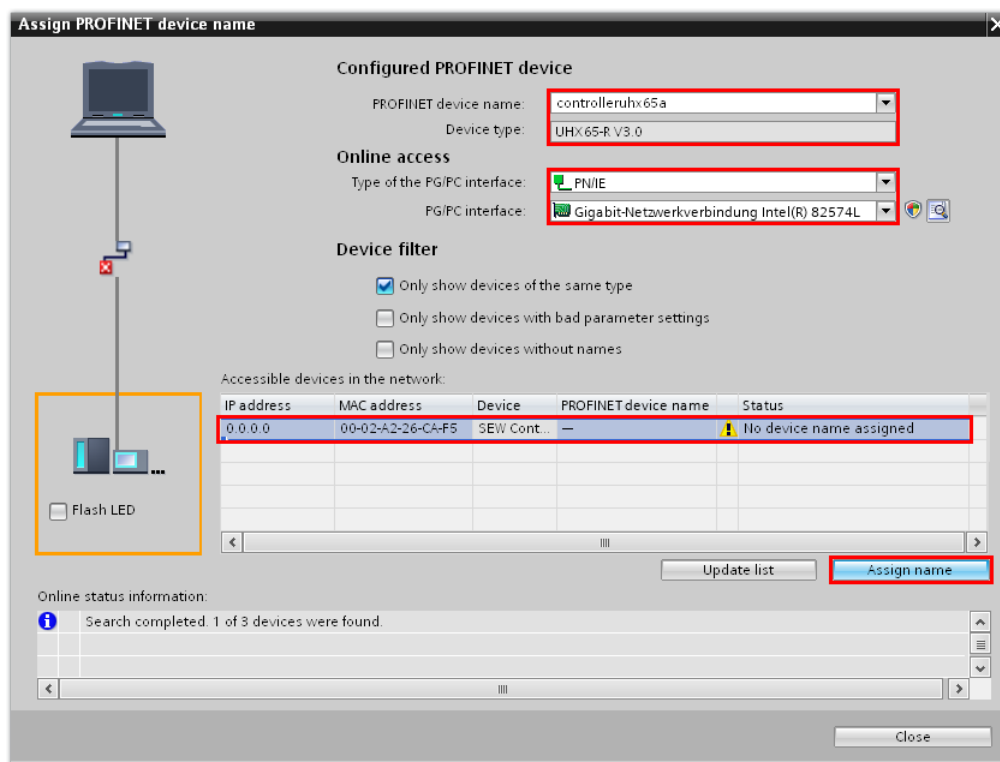 Assign PROFINET device name
Configured PROFINET device
PROFINET device name: controlleruhx65a
Device type: UHX65-R V3.0
Online access
Type of the PG/PC interface: PN/IE
PG/PC interface: Gigabit-Netzwerkverbindung Intel(R) 82574L
Device filter
Only show devices of the same type
Only show devices with bad parameter settings
Only show devices without names
Accessible devices in the network:
IP address MAC address Device PROFINET device name Status
0.0.0.0 00-02-A2-26-CA-F5 SEW Cont... — No device name assigned
...
Flash LED
Update list Assign name
Online status information:
Search completed. 1 of 3 devices were found.
Close